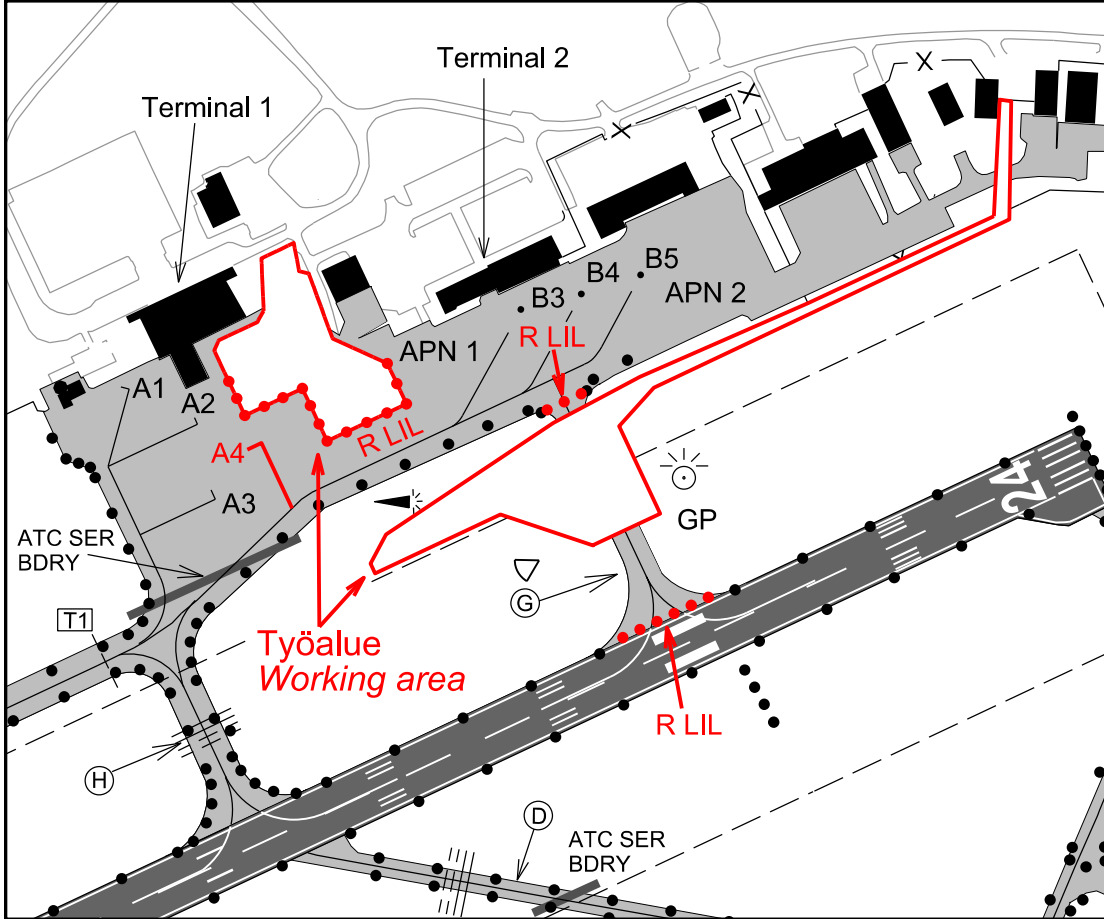 Terminal 2
X
X
X
Terminal 1
B5
B4
B3
APN 2
R LIL
APN 1
A1
A2
R LIL
A4
A3
24
GP
ATC SER
BDRY
G
T1
Työalue
Working area
R LIL
H
D
ATC SER
BDRY